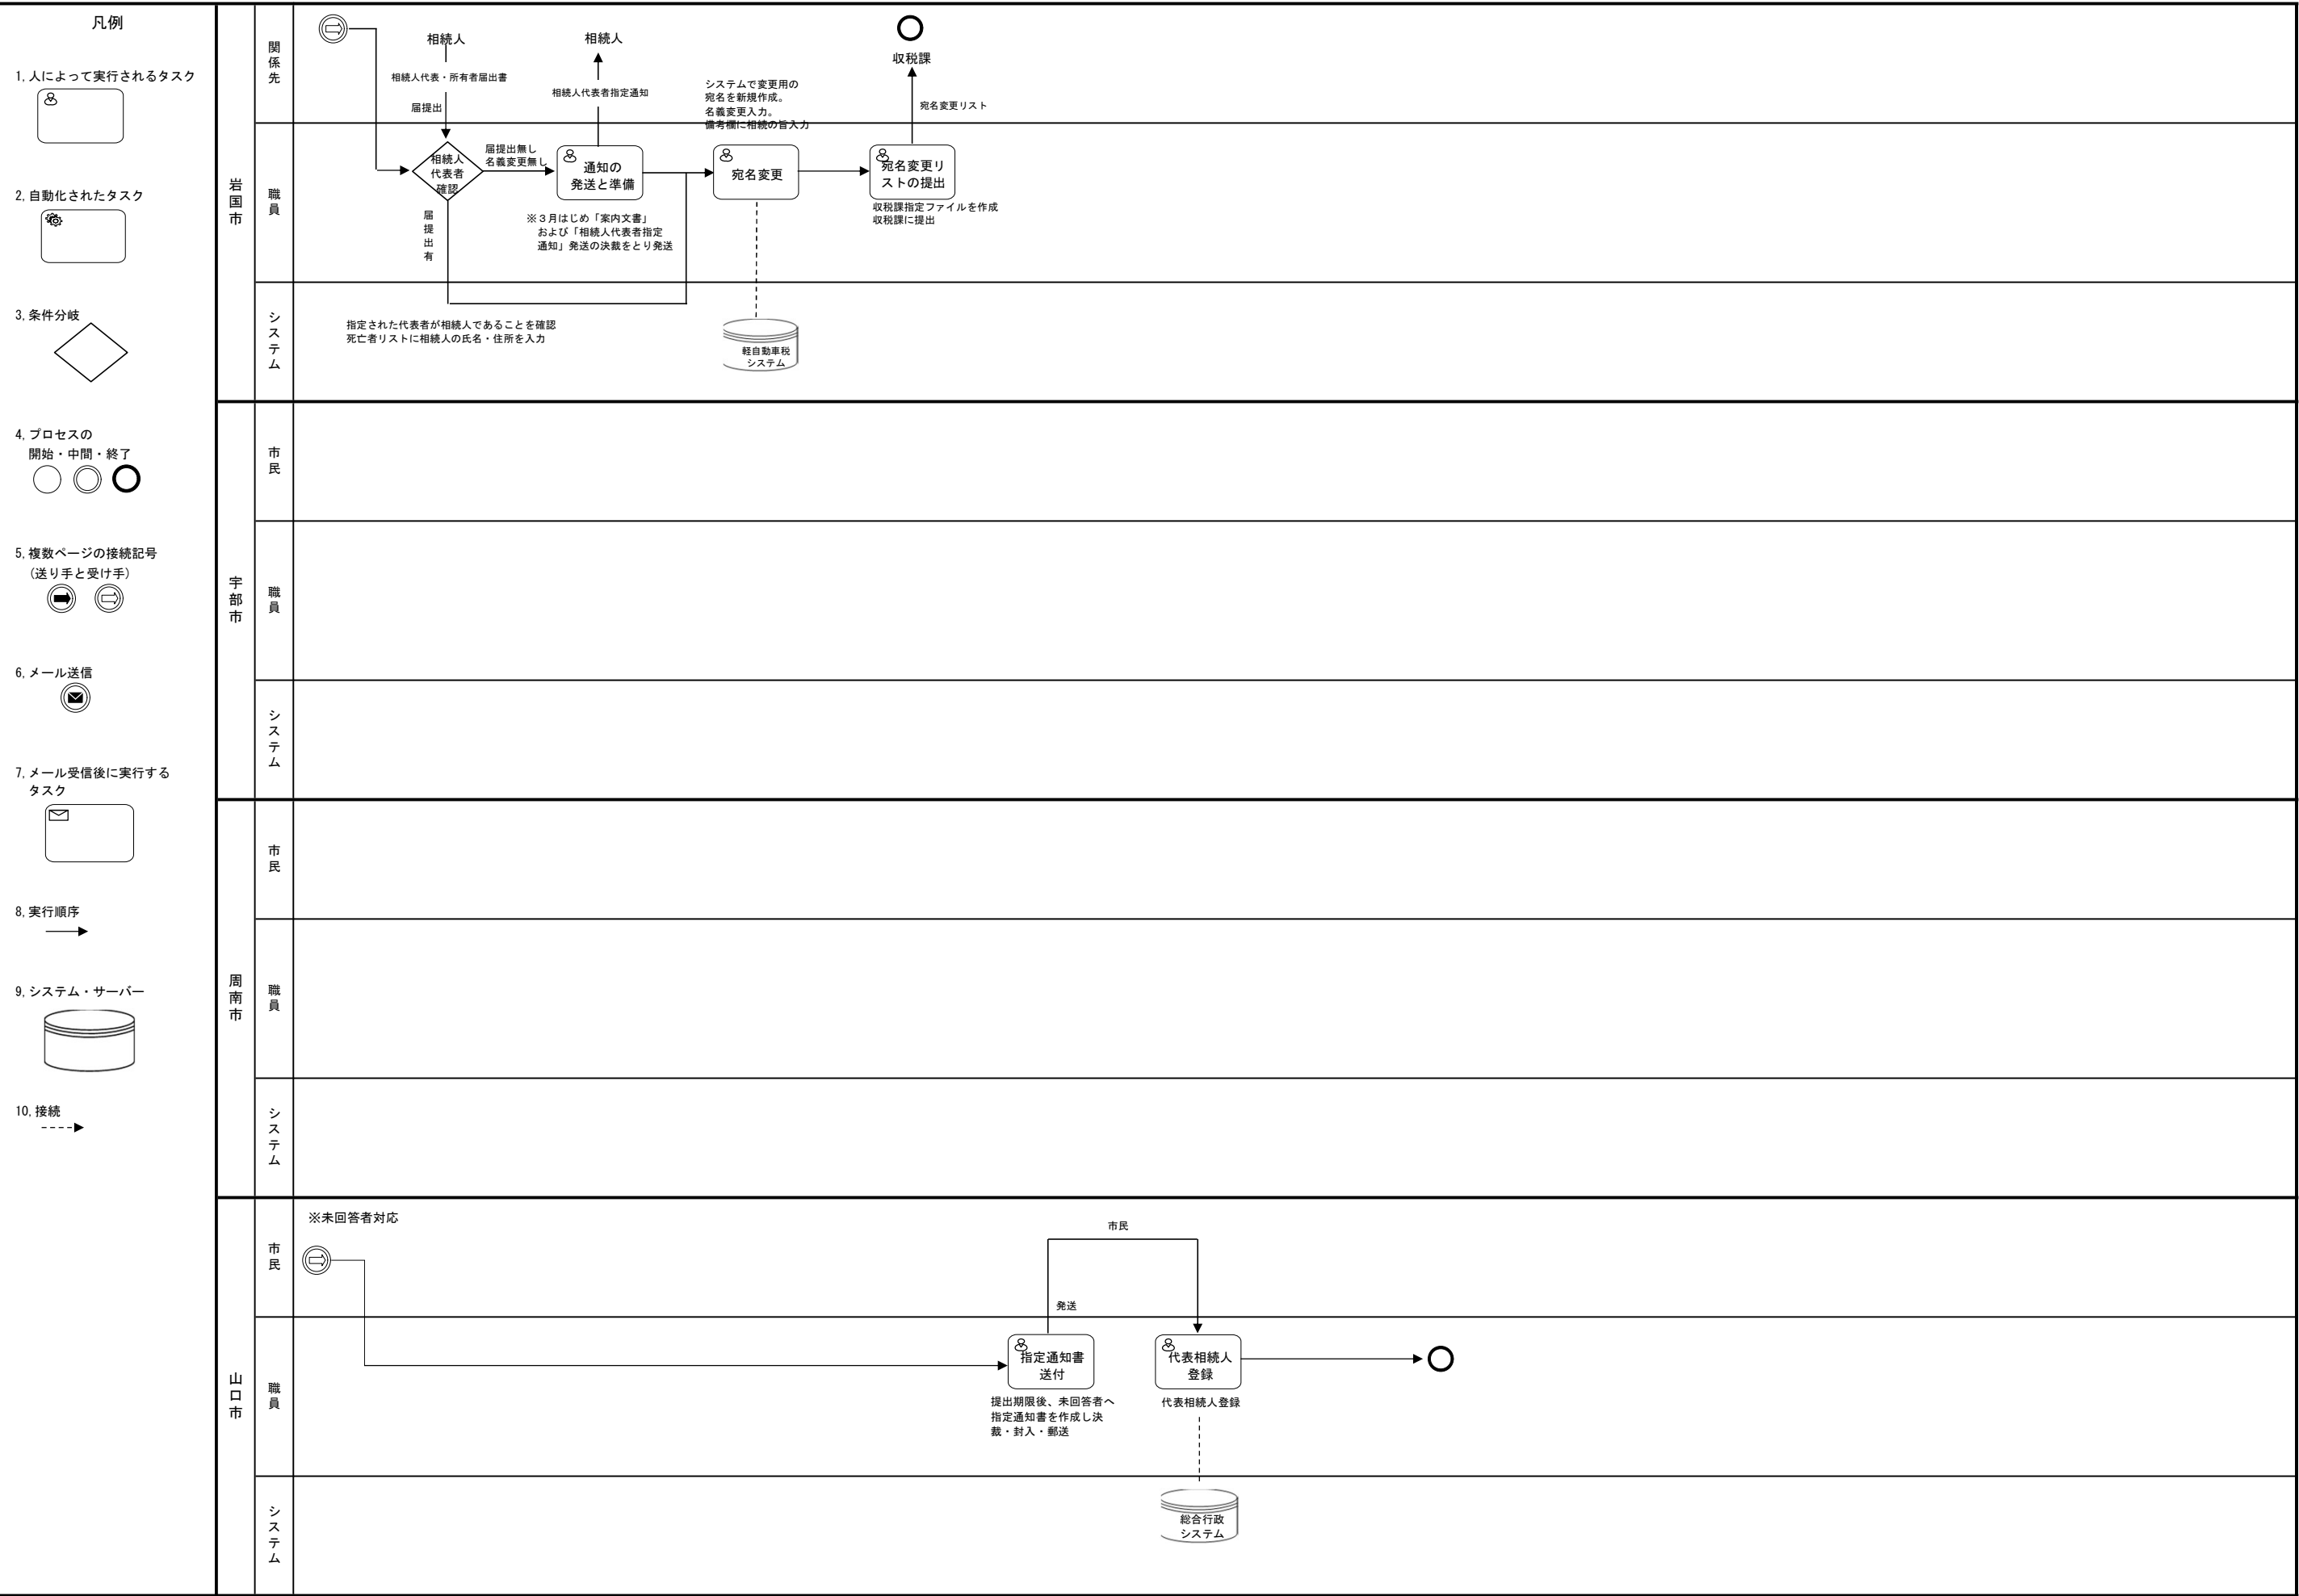 凡例
1, 人によって実行されるタスク
2, 自動化されたタスク
3, 条件分岐
4, プロセスの
開始・中間・終了
5, 複数ページの接続記号
(送り手と受け手)
6, メール送信
7, メール受信後に実行する
タスク
8, 実行順序
9, システム・サーバー
10, 接続
岩国市
関係先
相続人
相続人代表・所有者届出書
届提出
相続人
相続人代表者指定通知
システムで変更用の
宛名を新規作成。
名義変更入力。
備考欄に相続の旨入力
収税課
宛名変更リスト
職員
相続人
代表者
確認
届提出無し
名義変更無し
届提出有
通知の
発送と準備
※３月はじめ「案内文書」
および「相続人代表者指定
通知」発送の決裁をとり発送
宛名変更
宛名変更リ
ストの提出
収税課指定ファイルを作成
収税課に提出
システム
指定された代表者が相続人であることを確認
死亡者リストに相続人の氏名・住所を入力
軽自動車税
システム
宇部市
市民
職員
システム
周南市
市民
職員
システム
山口市
市民
※未回答者対応
市民
発送
職員
指定通知書
送付
提出期限後、未回答者へ
指定通知書を作成し決
裁・封入・郵送
代表相続人
登録
代表相続人登録
システム
総合行政
システム